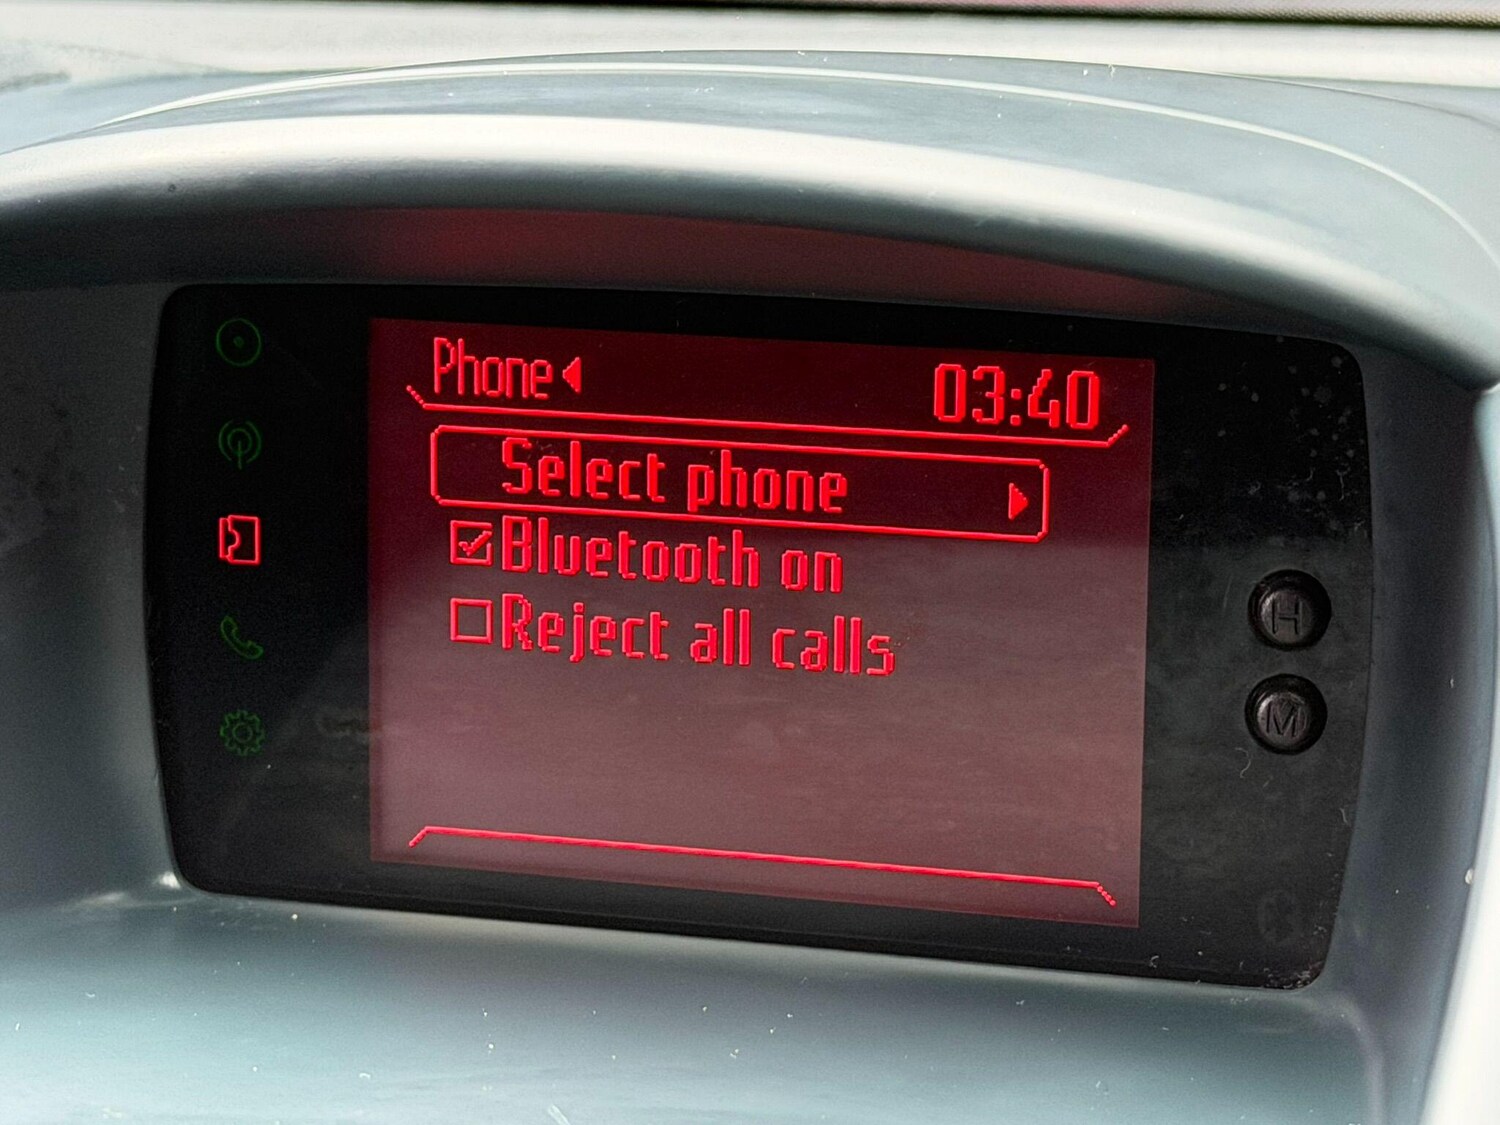 Phone
03:40
Select phone
Bluetooth on
Reject all calls
H
M